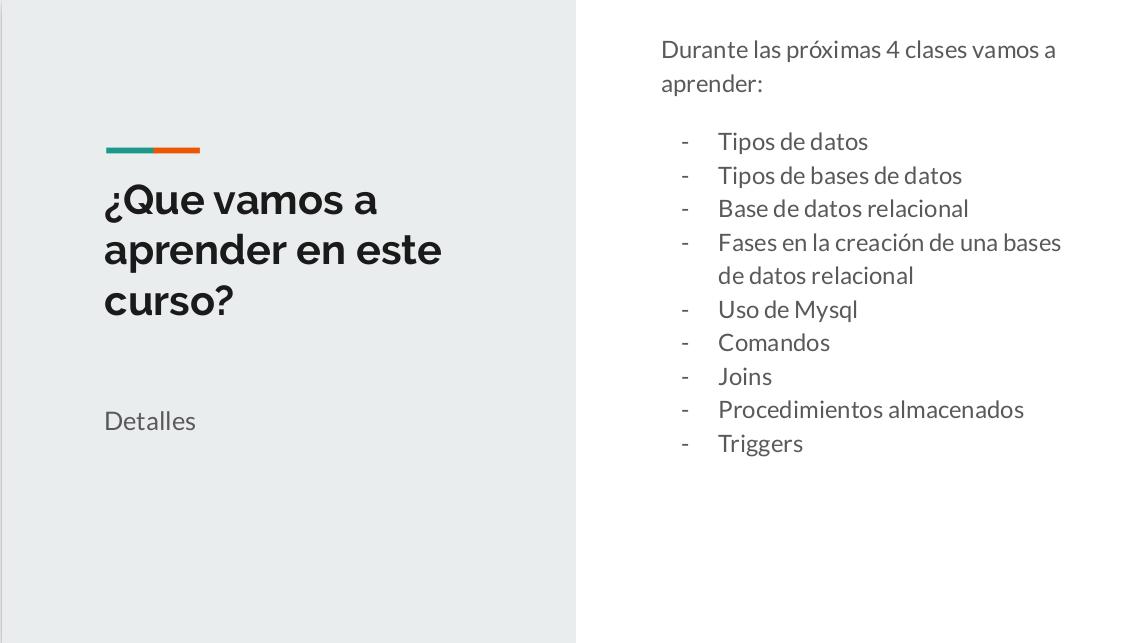 ¿Que vamos a
aprender en este
curso?
Detalles
Durante las próximas 4 clases vamos a
aprender:
- Tipos de datos
- Tipos de bases de datos
- Base de datos relacional
- Fases en la creación de una bases
de datos relacional
- Uso de Mysql
- Comandos
- Joins
- Procedimientos almacenados
- Triggers